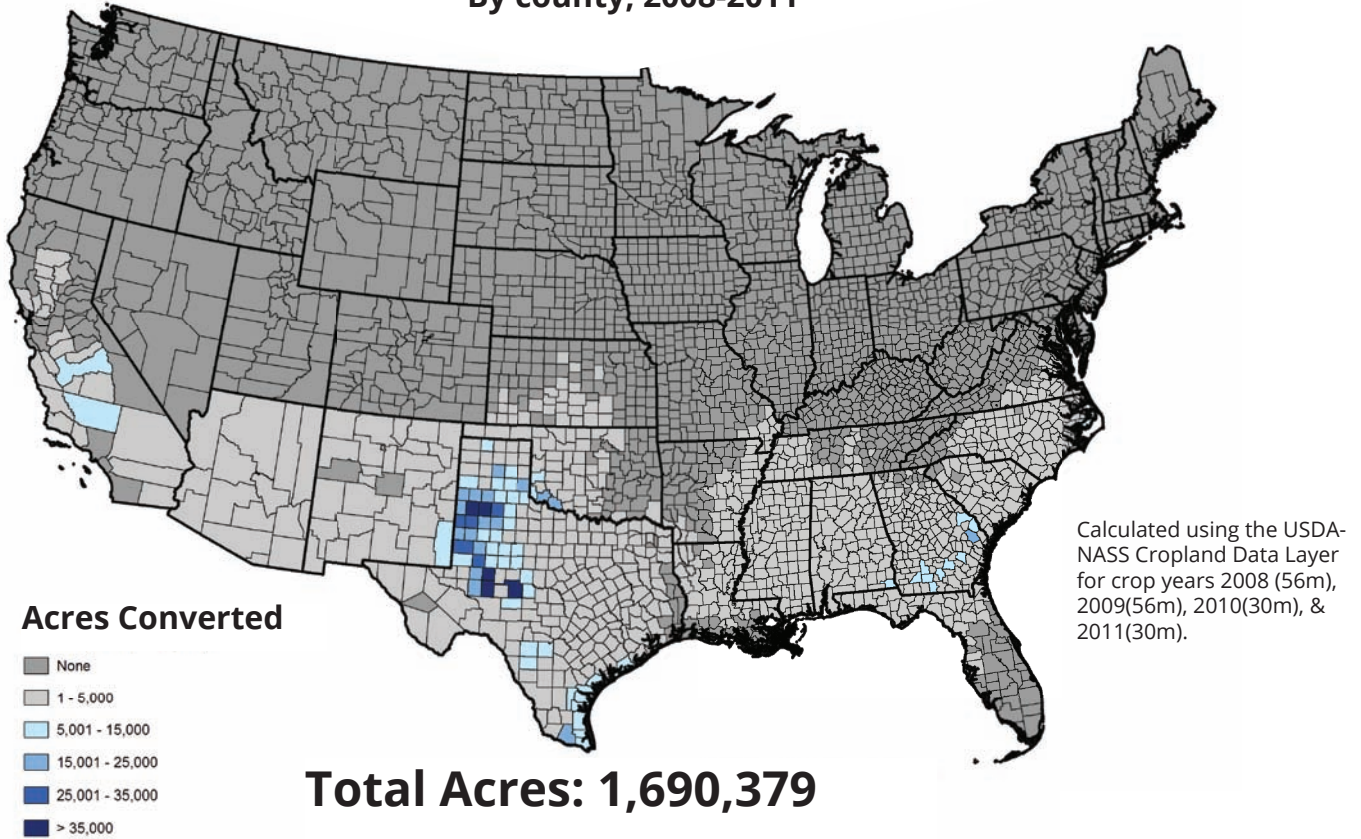 By county, 2008-2011
Calculated using the USDA-
NASS Cropland Data Layer
for crop years 2008 (56m),
2009(56m), 2010(30m), &
2011(30m).
Acres Converted
None
1 - 5,000
5,001 - 15,000
15,001 - 25,000
25,001 - 35,000
> 35,000
Total Acres: 1,690,379